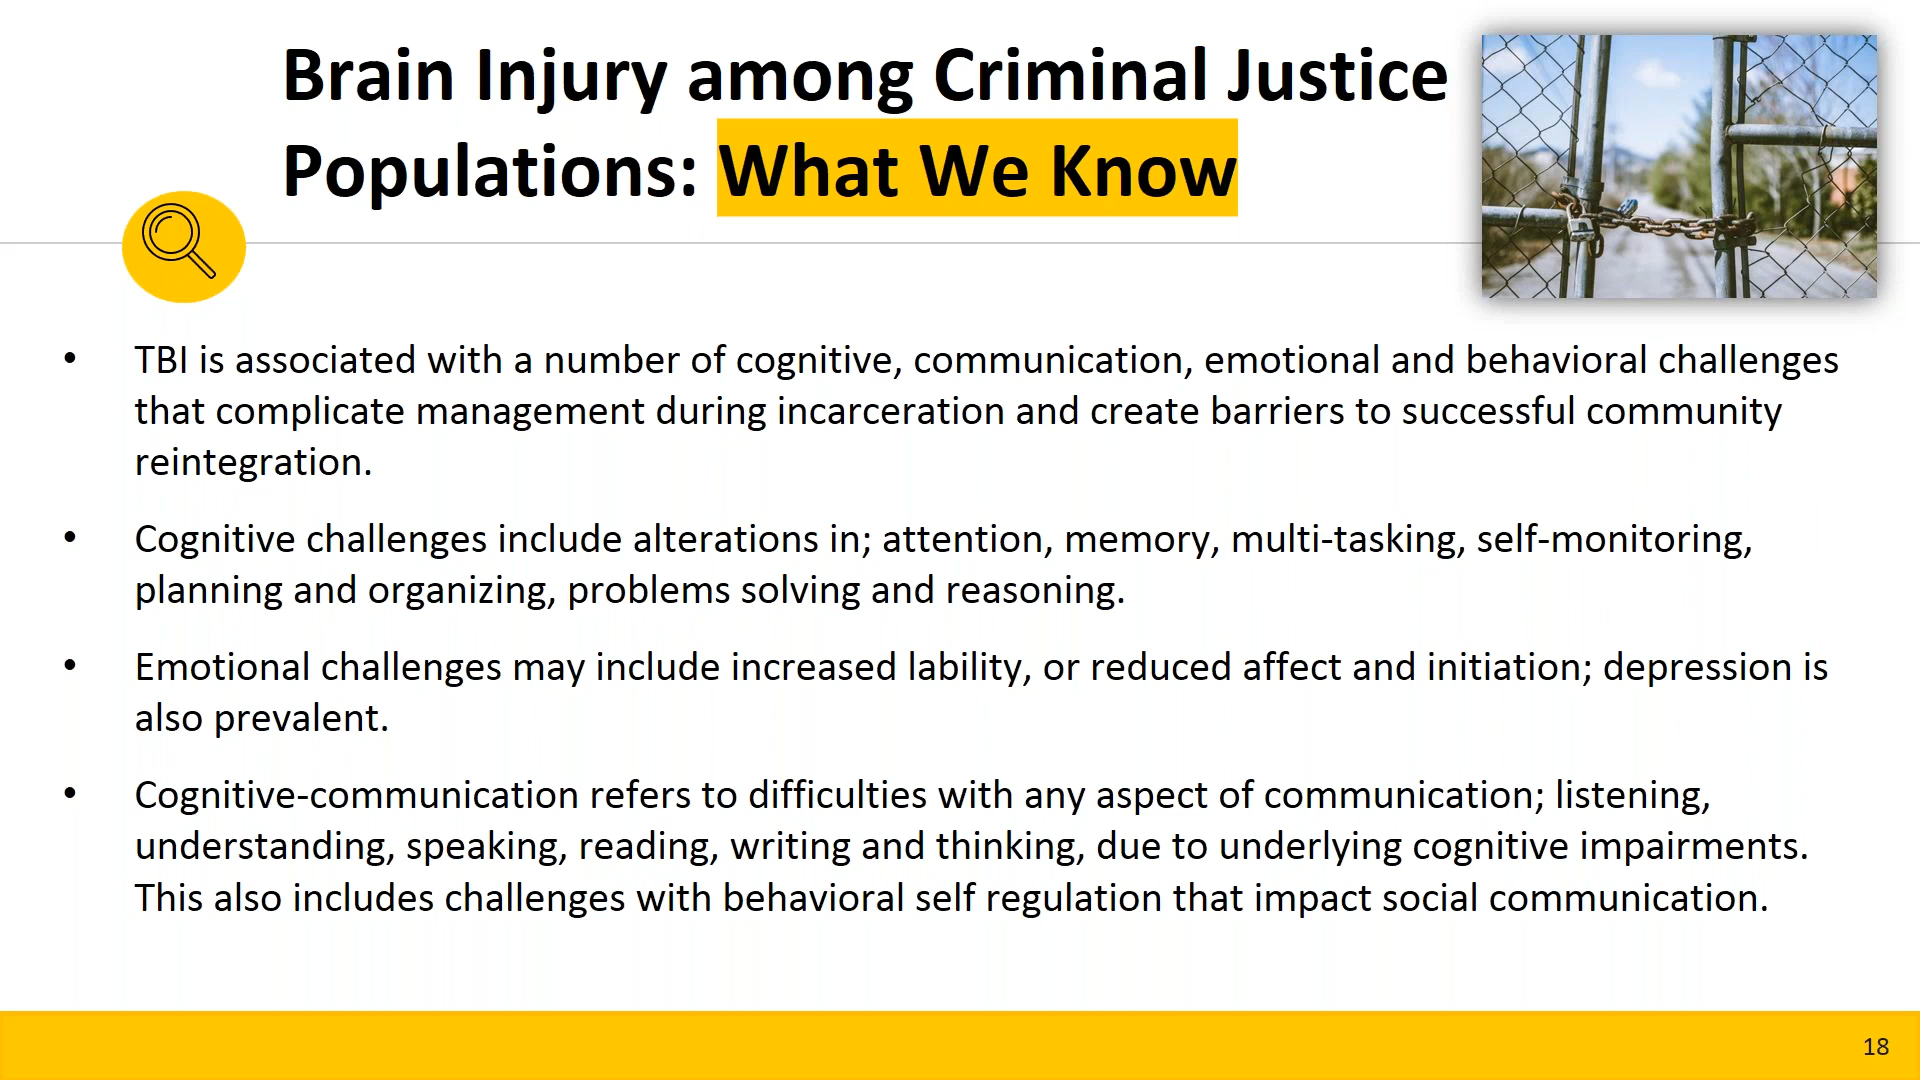 Brain Injury among Criminal Justice
Populations: What We Know
• TBI is associated with a number of cognitive, communication, emotional and behavioral challenges
that complicate management during incarceration and create barriers to successful community
reintegration.
• Cognitive challenges include alterations in; attention, memory, multi-tasking, self-monitoring,
planning and organizing, problems solving and reasoning.
• Emotional challenges may include increased lability, or reduced affect and initiation; depression is
also prevalent.
• Cognitive-communication refers to difficulties with any aspect of communication; listening,
understanding, speaking, reading, writing and thinking, due to underlying cognitive impairments.
This also includes challenges with behavioral self regulation that impact social communication.
18